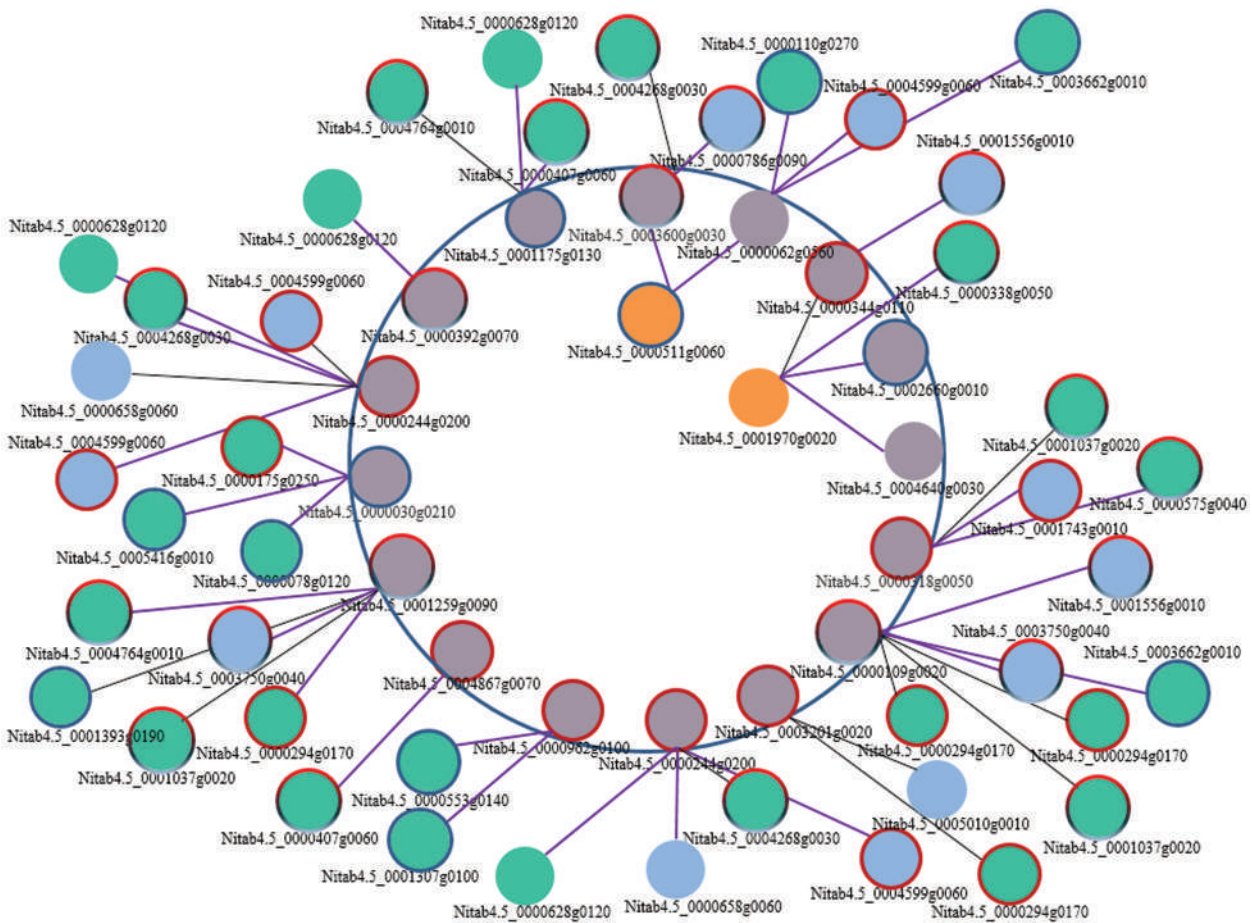 Nitab4.5_0000628g0120
Nitab4.5_0004268g0030
Nitab4.5_0000110g0270
Nitab4.5_0004599g0060
Nitab4.5_0003662g0010
Nitab4.5_0004764g0010
Nitab4.5_0001556g0010
Nitab4.5_0000786g0090
Nitab4.5_0000407g0060
Nitab4.5_0000628g0120
Nitab4.5_0000628g0120
Nitab4.5_0003600g0030
Nitab4.5_0000062g0360
Nitab4.5_0001175g0130
Nitab4.5_0004599g0060
Nitab4.5_0000338g0050
Nitab4.5_0000344g0110
Nitab4.5_0004268g0030
Nitab4.5_0000392g0070
Nitab4.5_0000511g0060
Nitab4.5_0002660g0010
Nitab4.5_0000658g0060
Nitab4.5_0000244g0200
Nitab4.5_0001970g0020
Nitab4.5_0004599g0060
Nitab4.5_0001037g0020
Nitab4.5_0000175g0250
Nitab4.5_0004640g0030
Nitab4.5_0000575g0040
Nitab4.5_0000030g0210
Nitab4.5_0001743g0010
Nitab4.5_0005416g0010
Nitab4.5_0000078g0120
Nitab4.5_0000318g0050
Nitab4.5_0001259g0090
Nitab4.5_0001556g0010
Nitab4.5_0003750g0040
Nitab4.5_0003662g0010
Nitab4.5_0004764g0010
Nitab4.5_0003750g0040
Nitab4.5_0000109g0020
Nitab4.5_0004867g0070
Nitab4.5_0001393g0190
Nitab4.5_0003201g0020
Nitab4.5_0000962g0100
Nitab4.5_0000294g0170
Nitab4.5_0000294g0170
Nitab4.5_0000294g0170
Nitab4.5_0000244g0200
Nitab4.5_0001037g0020
Nitab4.5_0000553g0140
Nitab4.5_0005010g0010
Nitab4.5_0000407g0060
Nitab4.5_0004268g0030
Nitab4.5_0001037g0020
Nitab4.5_0001307g0100
Nitab4.5_0004599g0060
Nitab4.5_0000628g0120
Nitab4.5_0000658g0060
Nitab4.5_0000294g0170